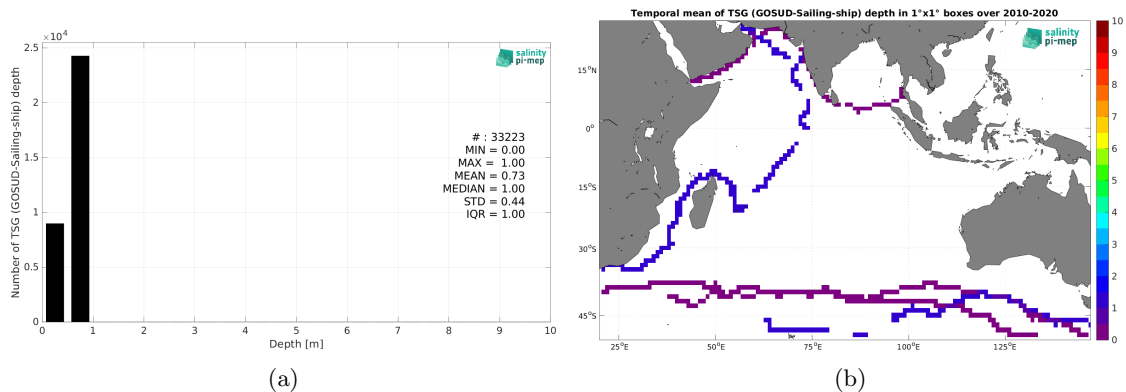 ×10⁴
2.5
2
1.5
1
0.5
0
Number of TSG (GOSUD-Sailing-ship) depth
salinity
pi-mep
# : 33223
MIN = 0.00
MAX = 1.00
MEAN = 0.73
MEDIAN = 1.00
STD = 0.44
IQR = 1.00
0 1 2 3 4 5 6 7 8 9 10
Depth [m]
(a)
Temporal mean of TSG (GOSUD-Sailing-ship) depth in 1°x1° boxes over 2010-2020
salinity
pi-mep
15°N
0°
15°S
30°S
45°S
25°E 50°E 75°E 100°E 125°E
10
9
8
7
6
5
4
3
2
1
0
(b)